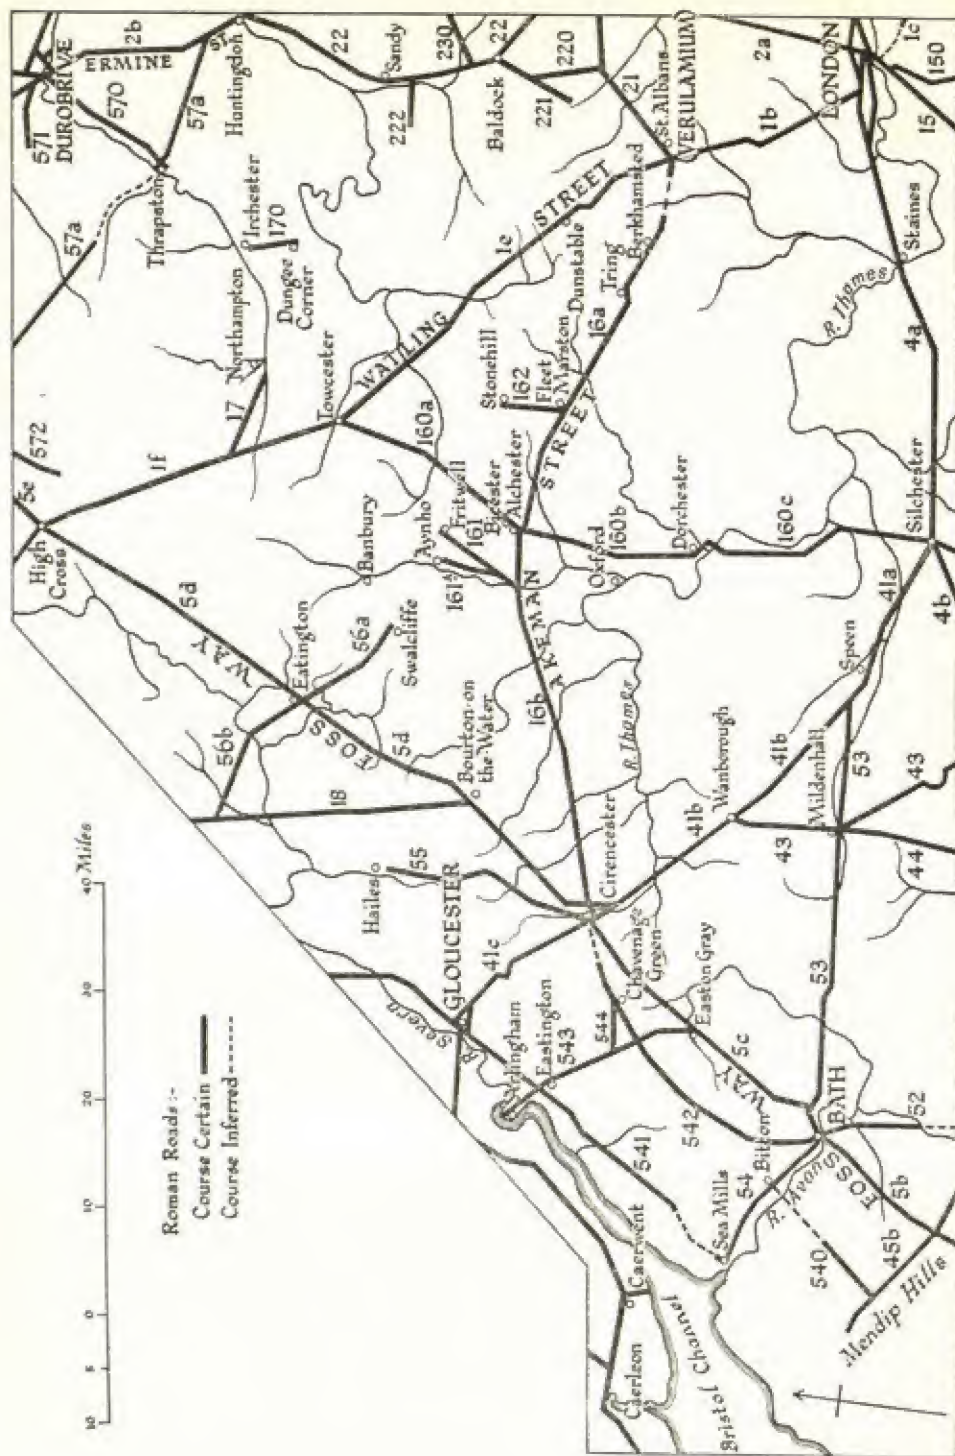 10 5 0 10 20 30 40 Miles
Roman Roads :-
Course Certain
Course Inferred
High Cross
5e
572
57a
571
DUROBRIVÆ
570
2b
ERMINE
ST
57a
Thrapston
Huntingdon
1f
17
Northampton
Irchester
170
Dungee Corner
22
Sandy
222
230
22
Baldock
221
220
21
5d
WAY
56b
Eatington
FOSS
56a
5d
Swalcliffe
Banbury
Aynho
161A
161
Fritwell
Bicester
Alchester
Towcester
160a
WATLING
STREET
1e
Dunstable
Stonehill
162
Fleet Marston
Tring
16a
Berkhamsted
St. Albans
VERULAMIUM
18
Bourton-on the-Water
Hailes
55
GLOUCESTER
Severn
R.
41c
Arlingham
Eastington
543
544
Chavenage Green
Cirencester
16b
AKEMAN
STREET
Oxford
160b
R. Thames
Dorchester
160c
1b
2a
LONDON
1c
150
15
R. Thames
Staines
4a
Caerleon
Caerwent
541
542
Easton Gray
5c
WAY
41b
Wanborough
41b
Sea Mills
54
Bitton
R. Avon
BATH
53
43
Mildenhall
53
Speen
41a
Silchester
4b
Bristol Channel
540
FOSS
5b
45b
52
44
43
Mendip Hills